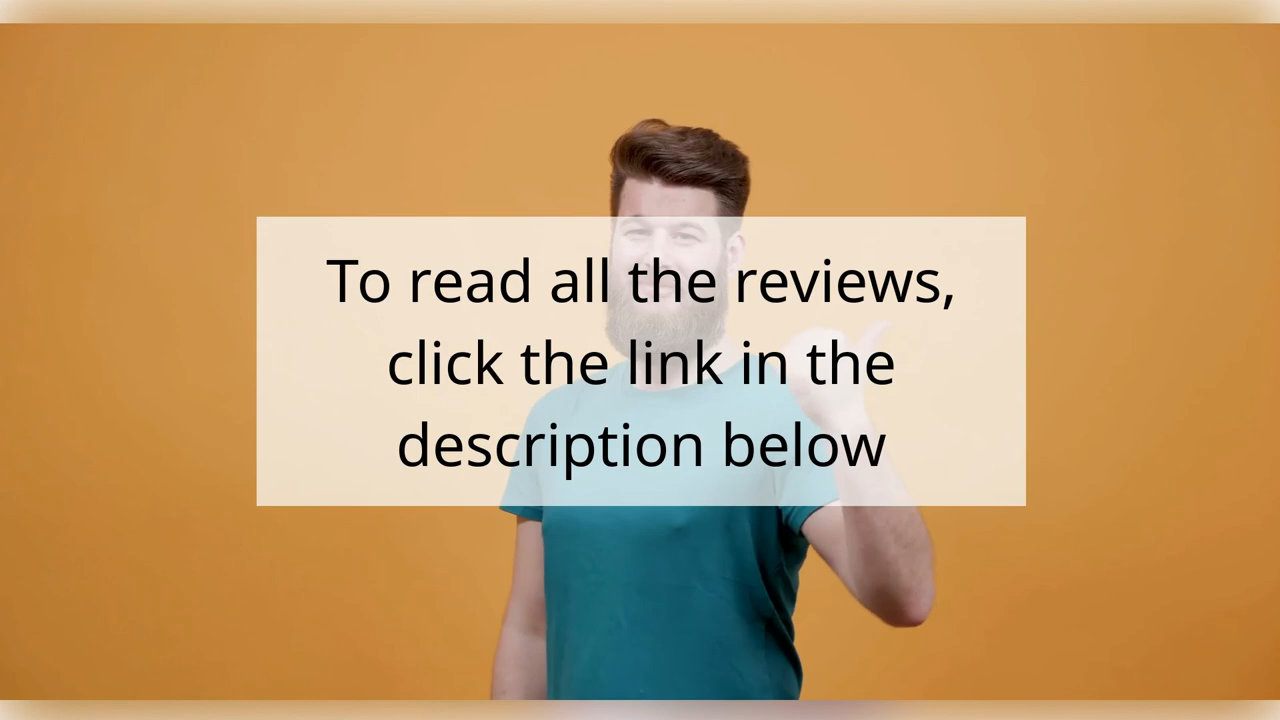 To read all the reviews,
click the link in the
description below